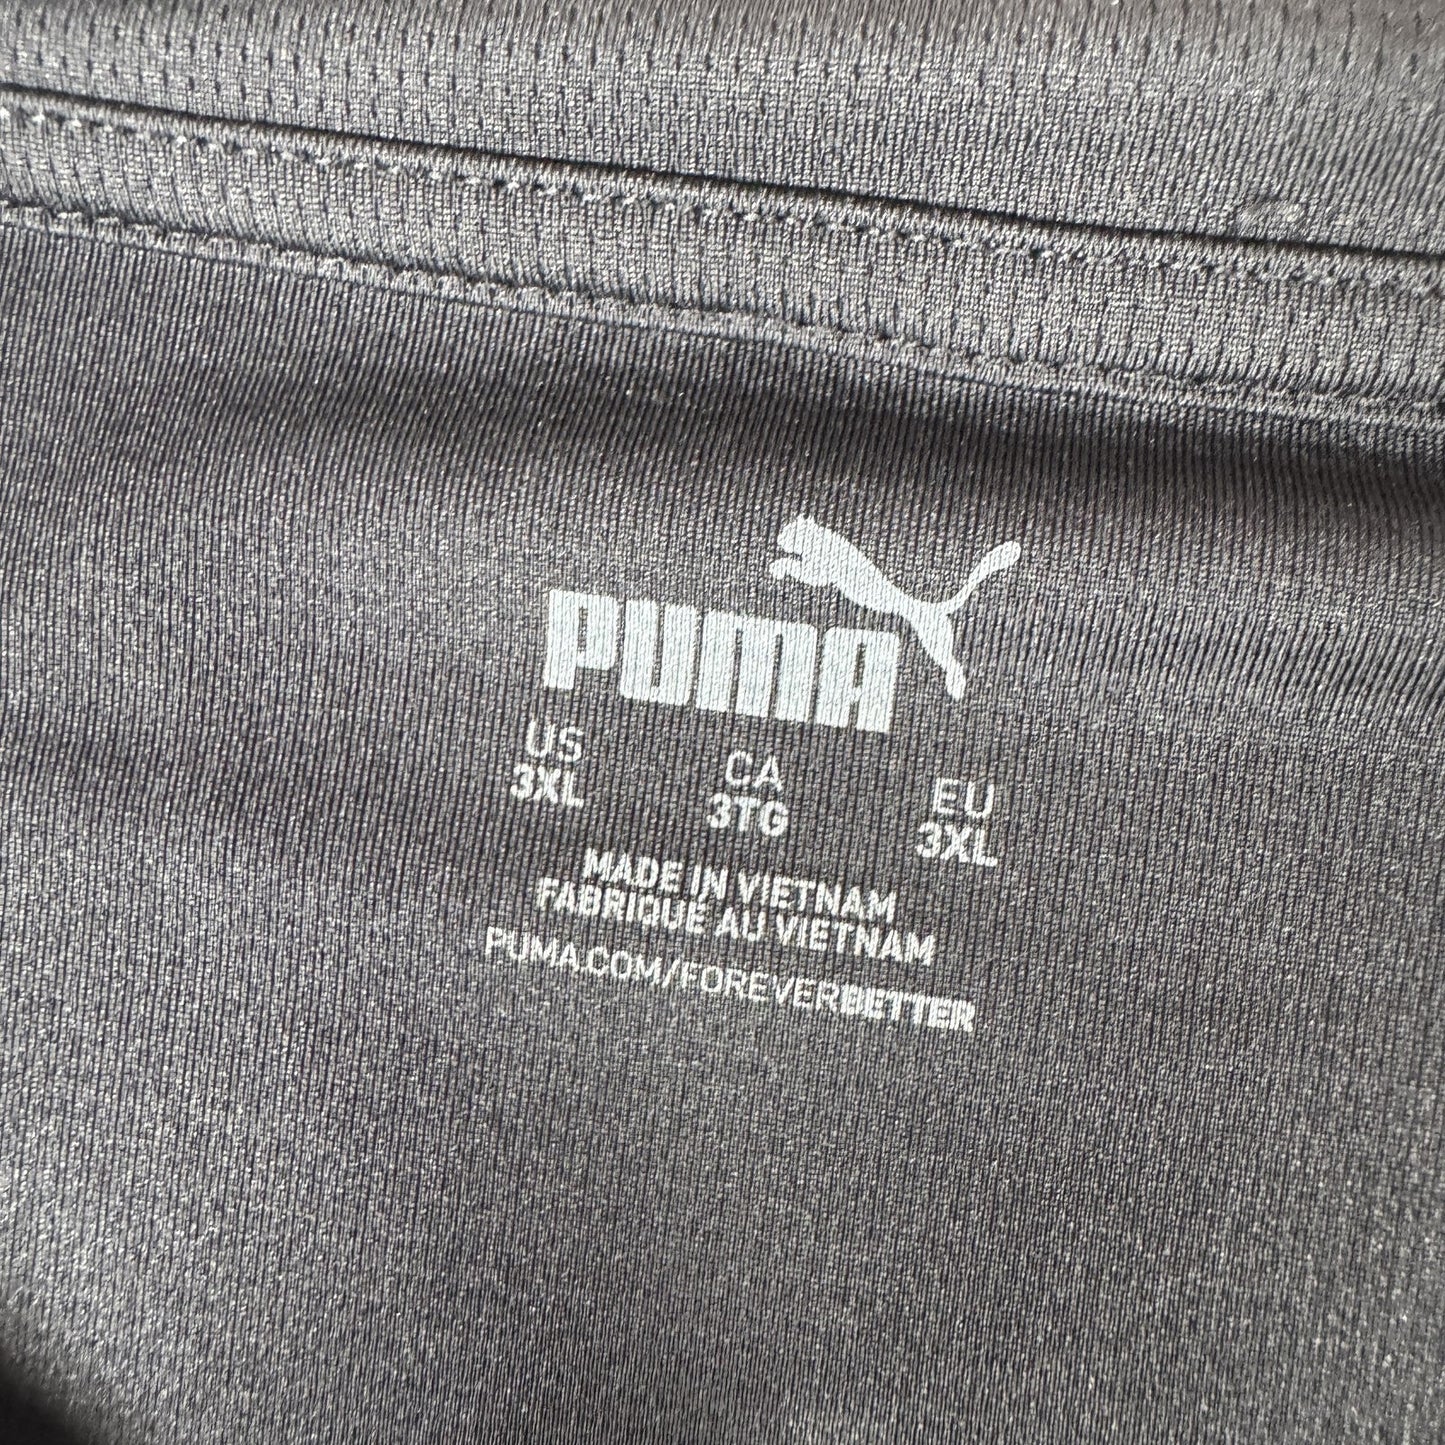 PUMA
US CA EU
3XL 3TG 3XL
MADE IN VIETNAM
FABRIQUE AU VIETNAM
PUMA.COM/FOREVERBETTER